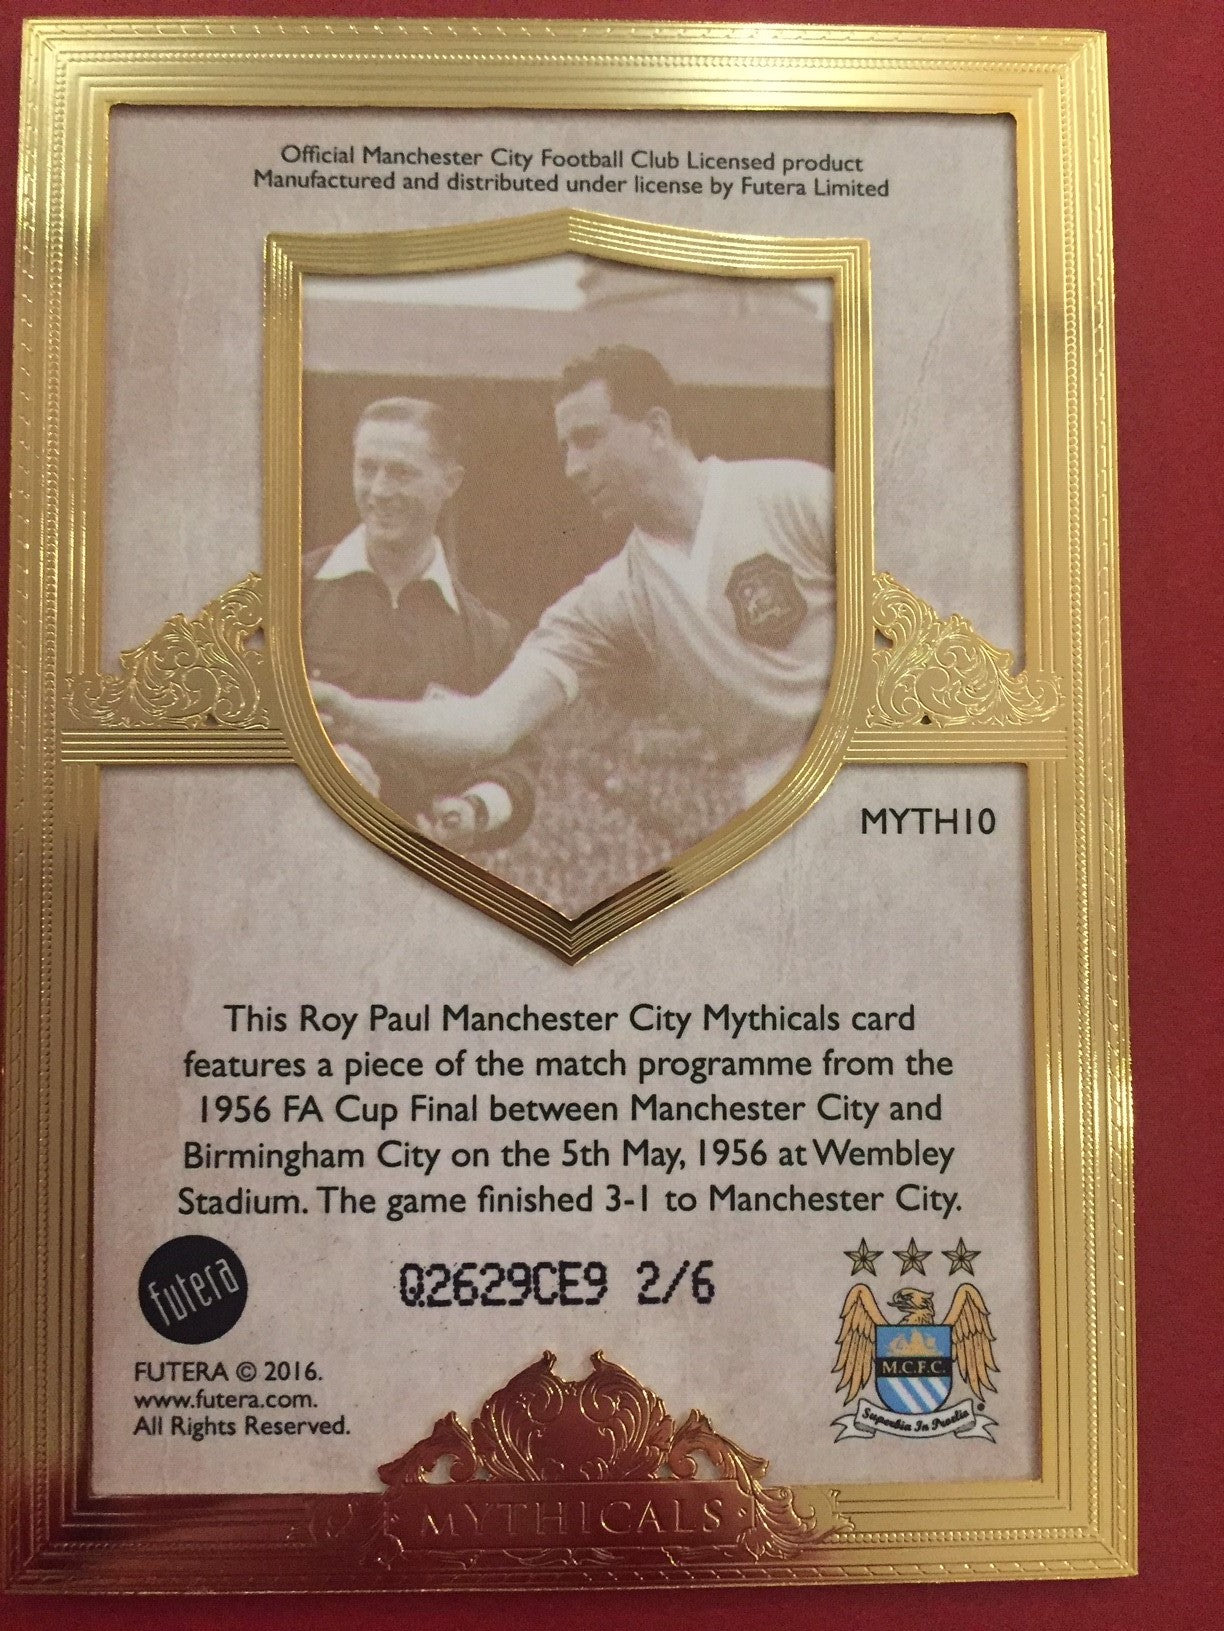 Official Manchester City Football Club Licensed product
Manufactured and distributed under license by Futera Limited
MYTH10
This Roy Paul Manchester City Mythicals card
features a piece of the match programme from the
1956 FA Cup Final between Manchester City and
Birmingham City on the 5th May, 1956 at Wembley
Stadium. The game finished 3-1 to Manchester City.
futera
Q2629CE9 2/6
M.C.F.C.
Superbia In Proelia
FUTERA © 2016.
www.futera.com.
All Rights Reserved.
MYTHICALS